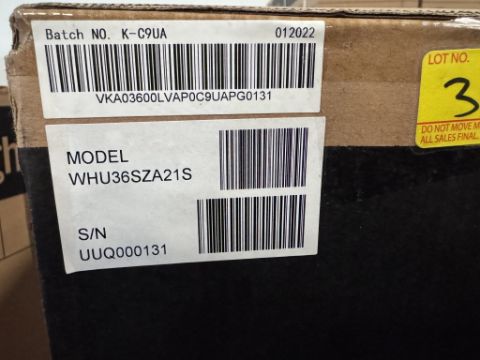 Batch NO. K-C9UA 012022
VKA03600LVAP0C9UAPG0131
MODEL
WHU36SZA21S
S/N
UUQ000131
LOT NO.
3
DO NOT MOVE
ALL SALES FINAL.